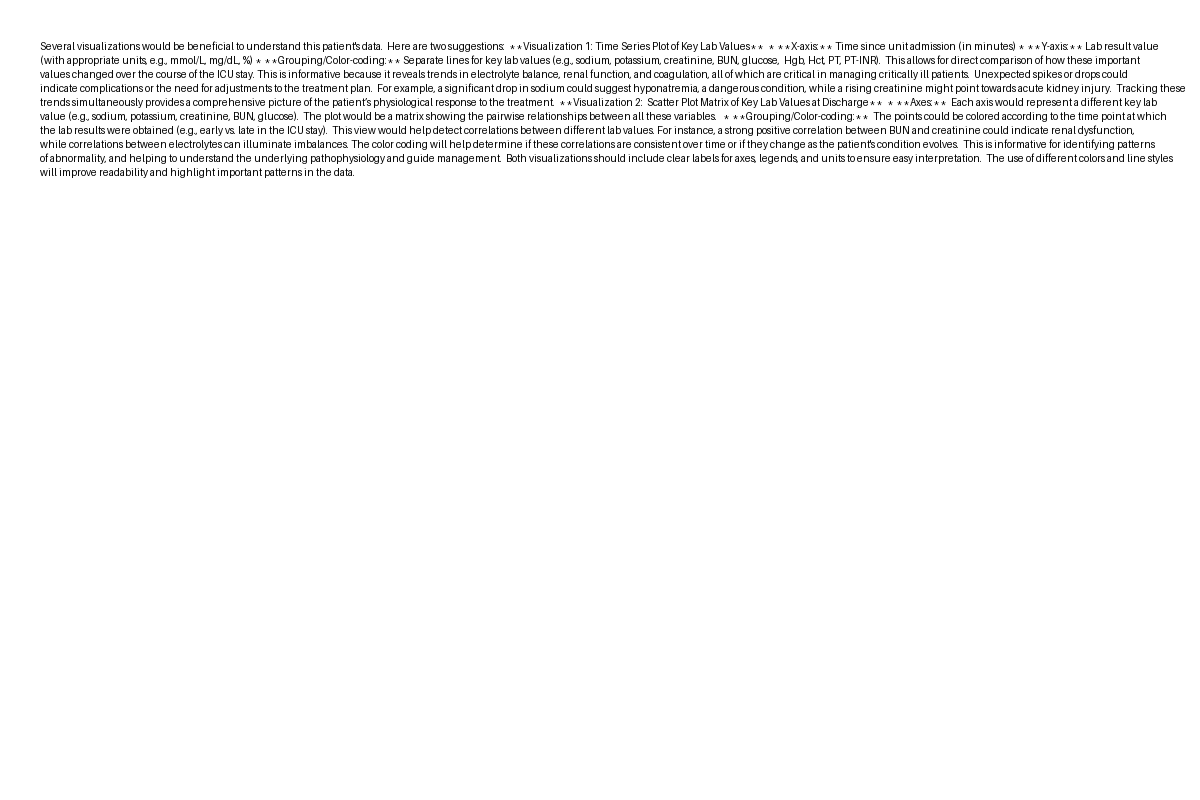 Several visualizations would be beneficial to understand this patient's data.  Here are two suggestions:  **Visualization 1: Time Series Plot of Key Lab Values**  * **X-axis:** Time since unit admission (in minutes) * **Y-axis:** Lab result value
(with appropriate units, e.g., mmol/L, mg/dL, %) * **Grouping/Color-coding:** Separate lines for key lab values (e.g., sodium, potassium, creatinine, BUN, glucose,  Hgb, Hct, PT, PT-INR).  This allows for direct comparison of how these important
values changed over the course of the ICU stay. This is informative because it reveals trends in electrolyte balance, renal function, and coagulation, all of which are critical in managing critically ill patients.  Unexpected spikes or drops could
indicate complications or the need for adjustments to the treatment plan.  For example, a significant drop in sodium could suggest hyponatremia, a dangerous condition, while a rising creatinine might point towards acute kidney injury.  Tracking these
trends simultaneously provides a comprehensive picture of the patient's physiological response to the treatment.  **Visualization 2:  Scatter Plot Matrix of Key Lab Values at Discharge**  * **Axes:**  Each axis would represent a different key lab
value (e.g., sodium, potassium, creatinine, BUN, glucose).  The plot would be a matrix showing the pairwise relationships between all these variables.   * **Grouping/Color-coding:**  The points could be colored according to the time point at which
the lab results were obtained (e.g., early vs. late in the ICU stay).  This view would help detect correlations between different lab values. For instance, a strong positive correlation between BUN and creatinine could indicate renal dysfunction,
while correlations between electrolytes can illuminate imbalances. The color coding will help determine if these correlations are consistent over time or if they change as the patient's condition evolves.  This is informative for identifying patterns
of abnormality, and helping to understand the underlying pathophysiology and guide management.  Both visualizations should include clear labels for axes, legends, and units to ensure easy interpretation.  The use of different colors and line styles
will improve readability and highlight important patterns in the data.